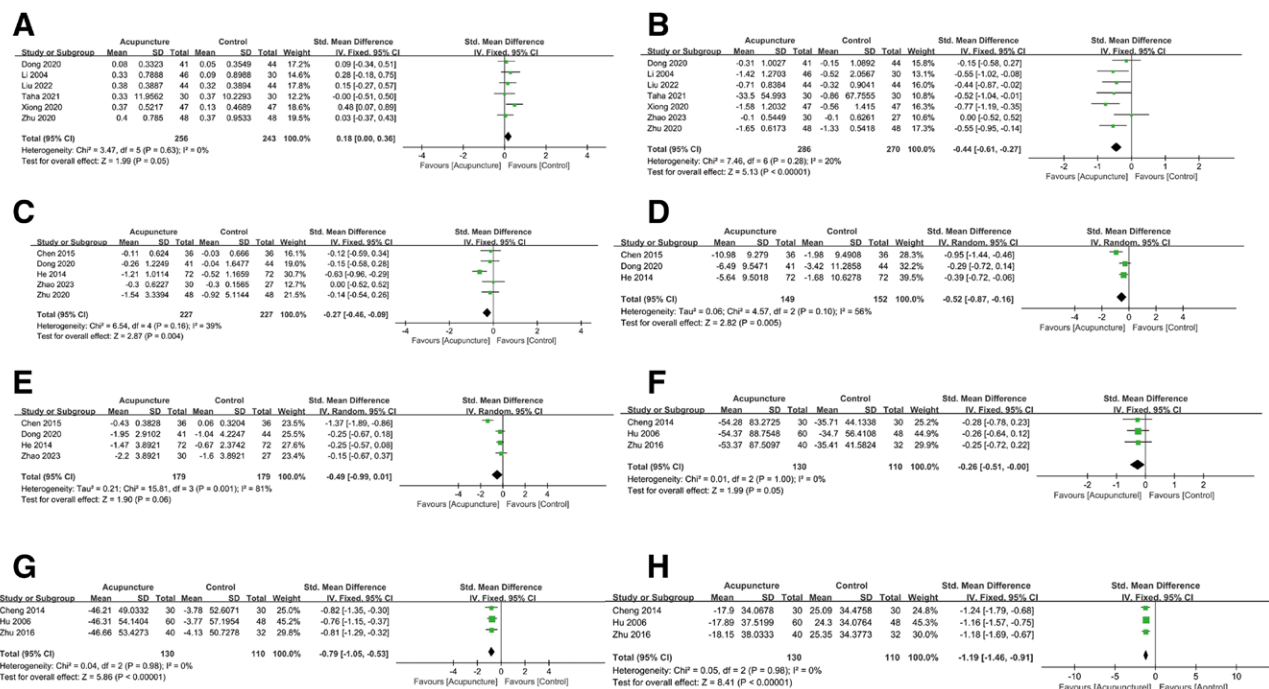 A
Acupuncture Control Std. Mean Difference Std. Mean Difference
Study or Subgroup Mean SD Total Mean SD Total Weight IV. Fixed. 95% CI IV. Fixed. 95% CI
Dong 2020 0.08 0.3323 41 0.05 0.3549 44 17.2% 0.09 [-0.34, 0.51]
Li 2004 0.33 0.7888 46 0.09 0.8988 30 14.6% 0.28 [-0.18, 0.75]
Liu 2022 0.38 0.3887 44 0.32 0.3894 44 17.8% 0.15 [-0.27, 0.57]
Taha 2021 0.33 11.9562 30 0.37 10.2293 30 12.2% -0.00 [-0.51, 0.50]
Xiong 2020 0.37 0.5217 47 0.13 0.4689 47 18.7% 0.48 [0.07, 0.89]
Zhu 2020 0.4 0.785 48 0.37 0.9533 48 19.5% 0.03 [-0.37, 0.43]
Total (95% CI) 256 243 100.0% 0.18 [0.00, 0.36]
Heterogeneity: Chi² = 3.47, df = 5 (P = 0.63); I² = 0%
Test for overall effect: Z = 1.99 (P = 0.05)
-4 -2 0 2 4
Favours [Acupuncture] Favours [Control]
B
Acupuncture Control Std. Mean Difference Std. Mean Difference
Study or Subgroup Mean SD Total Mean SD Total Weight IV. Fixed. 95% CI IV. Fixed. 95% CI
Dong 2020 -0.31 1.0027 41 -0.15 1.0892 44 15.8% -0.15 [-0.58, 0.27]
Li 2004 -1.42 1.2703 46 -0.52 2.0567 30 13.1% -0.55 [-1.02, -0.08]
Liu 2022 -0.71 0.8384 44 -0.32 0.9041 44 16.0% -0.44 [-0.87, -0.02]
Taha 2021 -33.5 54.993 30 -0.86 67.7555 30 10.8% -0.52 [-1.04, -0.01]
Xiong 2020 -1.58 1.2032 47 -0.56 1.415 47 16.3% -0.77 [-1.19, -0.35]
Zhao 2023 -0.1 0.5449 30 -0.1 0.6261 27 10.6% 0.00 [-0.52, 0.52]
Zhu 2020 -1.65 0.6173 48 -1.33 0.5418 48 17.3% -0.55 [-0.95, -0.14]
Total (95% CI) 286 270 100.0% -0.44 [-0.61, -0.27]
Heterogeneity: Chi² = 7.46, df = 6 (P = 0.28); I² = 20%
Test for overall effect: Z = 5.13 (P < 0.00001)
-2 -1 0 1 2
Favours [Acupuncture] Favours [Control]
C
Acupuncture Control Std. Mean Difference Std. Mean Difference
Study or Subgroup Mean SD Total Mean SD Total Weight IV. Fixed. 95% CI IV. Fixed. 95% CI
Chen 2015 -0.11 0.624 36 -0.03 0.666 36 16.1% -0.12 [-0.59, 0.34]
Dong 2020 -0.26 1.2249 41 -0.04 1.6477 44 19.0% -0.15 [-0.58, 0.28]
He 2014 -1.21 1.0114 72 -0.52 1.1659 72 30.7% -0.63 [-0.96, -0.29]
Zhao 2023 -0.3 0.6227 30 -0.3 0.1565 27 12.7% 0.00 [-0.52, 0.52]
Zhu 2020 -1.54 3.3394 48 -0.92 5.1144 48 21.5% -0.14 [-0.54, 0.26]
Total (95% CI) 227 227 100.0% -0.27 [-0.46, -0.09]
Heterogeneity: Chi² = 6.54, df = 4 (P = 0.16); I² = 39%
Test for overall effect: Z = 2.87 (P = 0.004)
-4 -2 0 2 4
Favours [Acupuncture] Favours [Control]
D
Acupuncture Control Std. Mean Difference Std. Mean Difference
Study or Subgroup Mean SD Total Mean SD Total Weight IV. Random. 95% CI IV. Random. 95% CI
Chen 2015 -10.98 9.279 36 -1.98 9.4908 36 28.3% -0.95 [-1.44, -0.46]
Dong 2020 -6.49 9.5471 41 -3.42 11.2858 44 32.2% -0.29 [-0.72, 0.14]
He 2014 -5.64 9.5018 72 -1.68 10.6278 72 39.5% -0.39 [-0.72, -0.06]
Total (95% CI) 149 152 100.0% -0.52 [-0.87, -0.16]
Heterogeneity: Tau² = 0.06; Chi² = 4.57, df = 2 (P = 0.10); I² = 56%
Test for overall effect: Z = 2.82 (P = 0.005)
-4 -2 0 2 4
Favours [Acupuncture] Favours [Control]
E
Acupuncture Control Std. Mean Difference Std. Mean Difference
Study or Subgroup Mean SD Total Mean SD Total Weight IV. Random. 95% CI IV. Random. 95% CI
Chen 2015 -0.43 0.3828 36 0.06 0.3204 36 23.5% -1.37 [-1.89, -0.86]
Dong 2020 -1.95 2.9102 41 -1.04 4.2247 44 25.5% -0.25 [-0.67, 0.18]
He 2014 -1.47 3.8921 72 -0.67 2.3742 72 27.7% -0.25 [-0.57, 0.08]
Zhao 2023 -2.2 3.8921 30 -1.6 3.8921 27 23.3% -0.15 [-0.67, 0.37]
Total (95% CI) 179 179 100.0% -0.49 [-0.99, 0.01]
Heterogeneity: Tau² = 0.21; Chi² = 15.81, df = 3 (P = 0.001); I² = 81%
Test for overall effect: Z = 1.90 (P = 0.06)
-4 -2 0 2 4
Favours [Acupuncture] Favours [Control]
F
Acupuncture Control Std. Mean Difference Std. Mean Difference
Study or Subgroup Mean SD Total Mean SD Total Weight IV. Fixed. 95% CI IV. Fixed. 95% CI
Cheng 2014 -54.28 83.2725 30 -35.71 44.1338 30 25.2% -0.28 [-0.78, 0.23]
Hu 2006 -54.37 88.7548 60 -34.7 56.4108 48 44.9% -0.26 [-0.64, 0.12]
Zhu 2016 -53.37 87.5097 40 -35.41 41.5824 32 29.9% -0.25 [-0.72, 0.22]
Total (95% CI) 130 110 100.0% -0.26 [-0.51, -0.00]
Heterogeneity: Chi² = 0.01, df = 2 (P = 1.00); I² = 0%
Test for overall effect: Z = 1.99 (P = 0.05)
-2 -1 0 1 2
Favours [Acupuncture] Favours [Control]
G
Acupuncture Control Std. Mean Difference Std. Mean Difference
Study or Subgroup Mean SD Total Mean SD Total Weight IV. Fixed. 95% CI IV. Fixed. 95% CI
Cheng 2014 -46.21 49.0332 30 -3.78 52.6071 30 25.0% -0.82 [-1.35, -0.30]
Hu 2006 -46.31 54.1404 60 -3.77 57.1954 48 45.9% -0.76 [-1.15, -0.37]
Zhu 2016 -46.66 53.4273 40 -4.13 50.7278 32 29.2% -0.81 [-1.29, -0.32]
Total (95% CI) 130 110 100.0% -0.79 [-1.05, -0.53]
Heterogeneity: Chi² = 0.04, df = 2 (P = 0.98); I² = 0%
Test for overall effect: Z = 5.86 (P < 0.00001)
-4 -2 0 2 4
Favours [Acupuncture] Favours [Control]
H
Acupuncture Control Std. Mean Difference Std. Mean Difference
Study or Subgroup Mean SD Total Mean SD Total Weight IV. Fixed. 95% CI IV. Fixed. 95% CI
Cheng 2014 -17.9 34.0678 30 25.09 34.4758 30 24.8% -1.24 [-1.79, -0.68]
Hu 2006 -17.89 37.5199 60 24.3 34.0764 48 45.3% -1.16 [-1.57, -0.75]
Zhu 2016 -18.15 38.0333 40 25.35 34.3773 32 30.0% -1.18 [-1.69, -0.67]
Total (95% CI) 130 110 100.0% -1.19 [-1.46, -0.91]
Heterogeneity: Chi² = 0.05, df = 2 (P = 0.98); I² = 0%
Test for overall effect: Z = 8.41 (P < 0.00001)
-10 -5 0 5 10
Favours [Acupuncture] Favours [Aontrol]